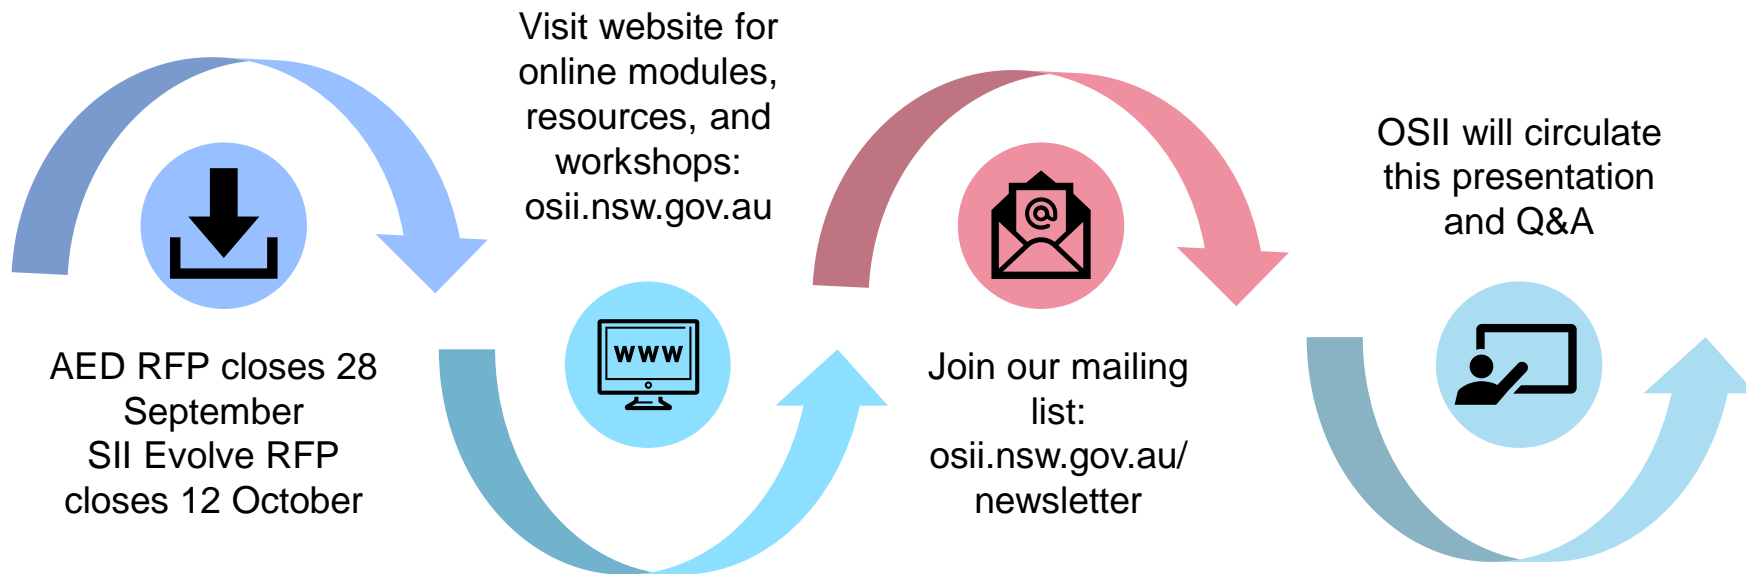 AED RFP closes 28
September
SII Evolve RFP
closes 12 October
Visit website for
online modules,
resources, and
workshops:
osii.nsw.gov.au
www
Join our mailing
list:
osii.nsw.gov.au/
newsletter
@
OSII will circulate
this presentation
and Q&A